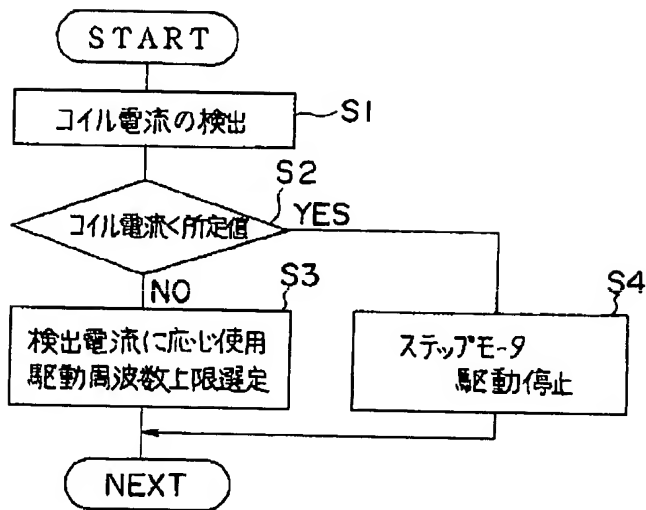 START
コイル電流の検出
S1
S2
コイル電流<所定値
YES
NO
S3
検出電流に応じ使用
駆動周波数上限選定
S4
ステップモータ
駆動停止
NEXT